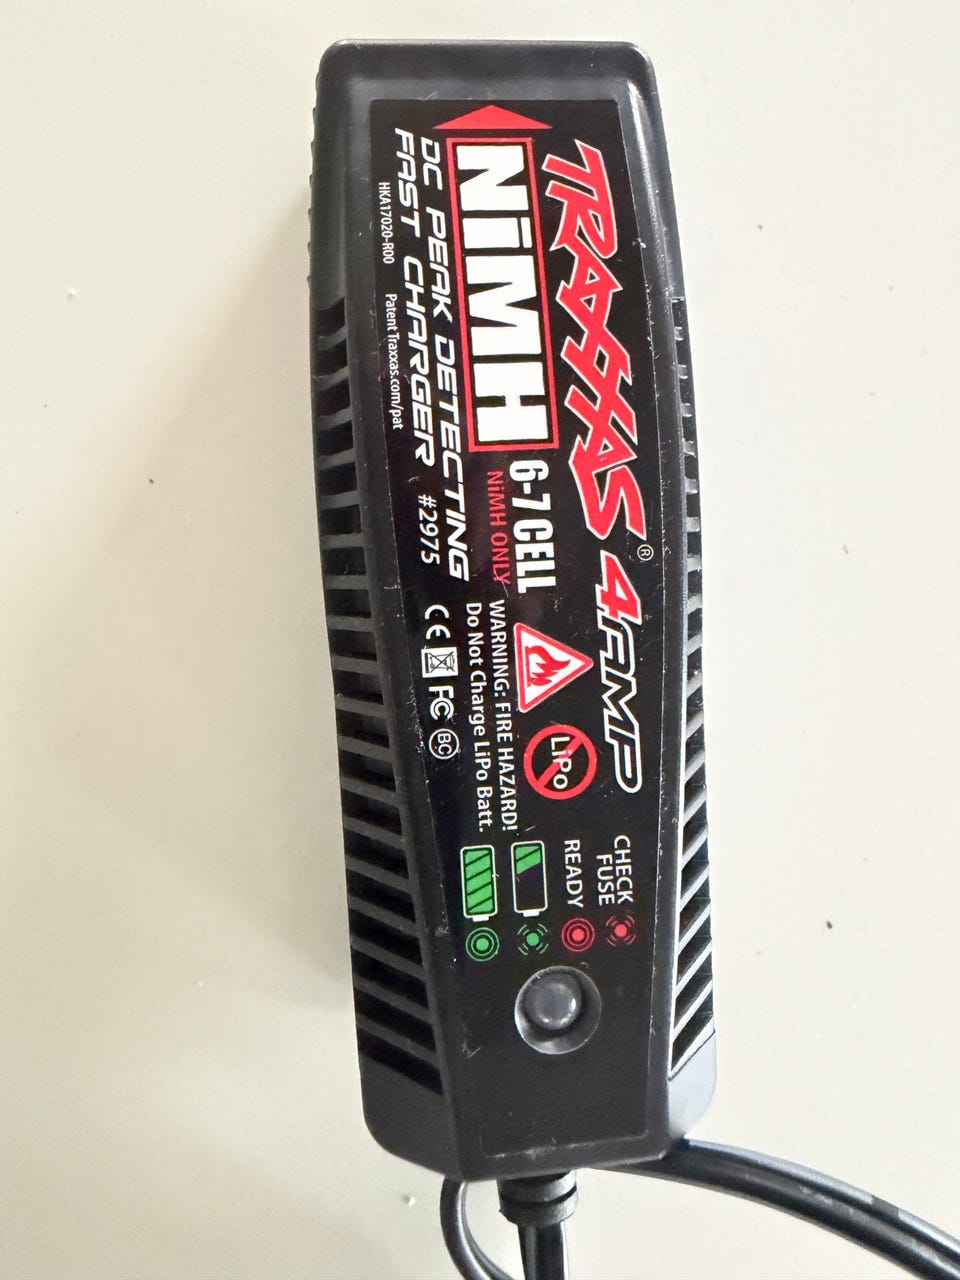 TRAXXAS® 4AMP
NiMH 6-7 CELL
NiMH ONLY
DC PEAK DETECTING
FAST CHARGER #2975
HKA17020-R00 Patent Traxxas.com/pat
LiPo
WARNING: FIRE HAZARD!
Do Not Charge LiPo Batt.
CE FC BC
CHECK
FUSE
READY